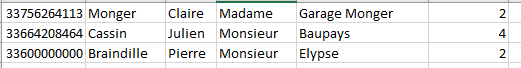 33756264113 Monger Claire Madame Garage Monger 2
33664208464 Cassin Julien Monsieur Baupays 4
33600000000 Braindille Pierre Monsieur Elypse 2